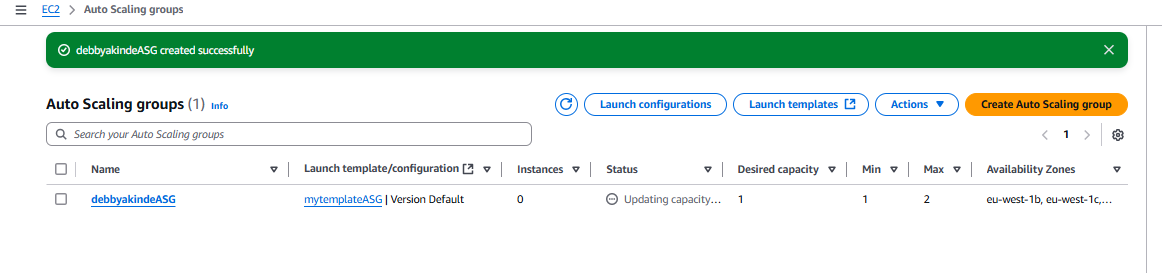 EC2 > Auto Scaling groups
debbyakindeASG created successfully
Auto Scaling groups (1) Info
Launch configurations
Launch templates
Actions
Create Auto Scaling group
Search your Auto Scaling groups
1
Name Launch template/configuration Instances Status Desired capacity Min Max Availability Zones
debbyakindeASG mytemplateASG | Version Default 0 Updating capacity... 1 1 2 eu-west-1b, eu-west-1c,...